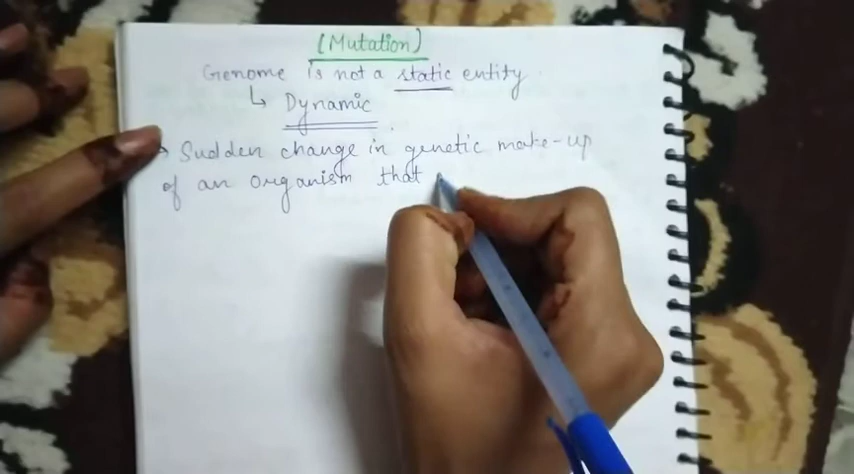 (Mutation)
Genome is not a static entity.
↳ Dynamic
→ Sudden change in genetic make-up
of an organism that